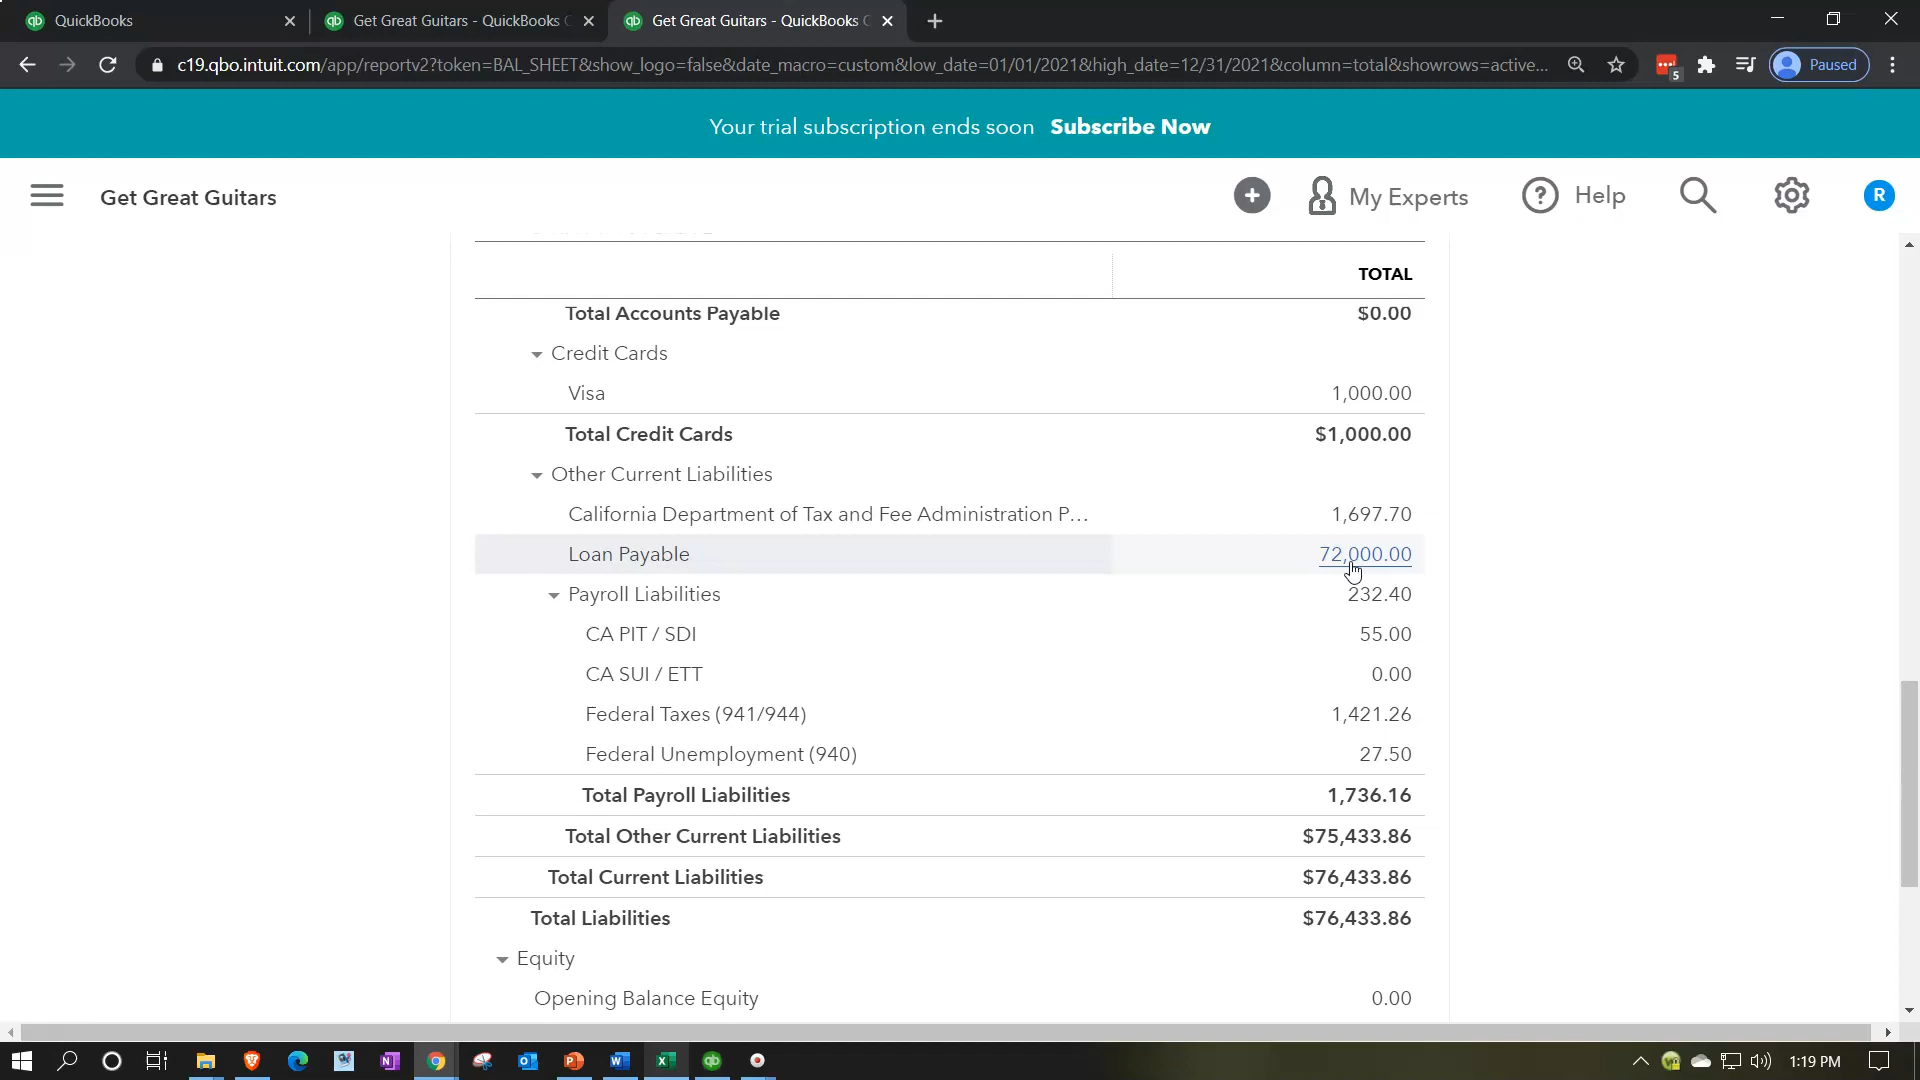 QuickBooks
Get Great Guitars - QuickBooks
Get Great Guitars - QuickBooks
c19.qbo.intuit.com/app/reportv2?token=BAL_SHEET&show_logo=false&date_macro=custom&low_date=01/01/2021&high_date=12/31/2021&column=total&showrows=active...
5
Paused
Your trial subscription ends soon Subscribe Now
Get Great Guitars
My Experts
Help
R
TOTAL
Total Accounts Payable $0.00
Credit Cards
Visa 1,000.00
Total Credit Cards $1,000.00
Other Current Liabilities
California Department of Tax and Fee Administration P... 1,697.70
Loan Payable 72,000.00
Payroll Liabilities 232.40
CA PIT / SDI 55.00
CA SUI / ETT 0.00
Federal Taxes (941/944) 1,421.26
Federal Unemployment (940) 27.50
Total Payroll Liabilities 1,736.16
Total Other Current Liabilities $75,433.86
Total Current Liabilities $76,433.86
Total Liabilities $76,433.86
Equity
Opening Balance Equity 0.00
1:19 PM